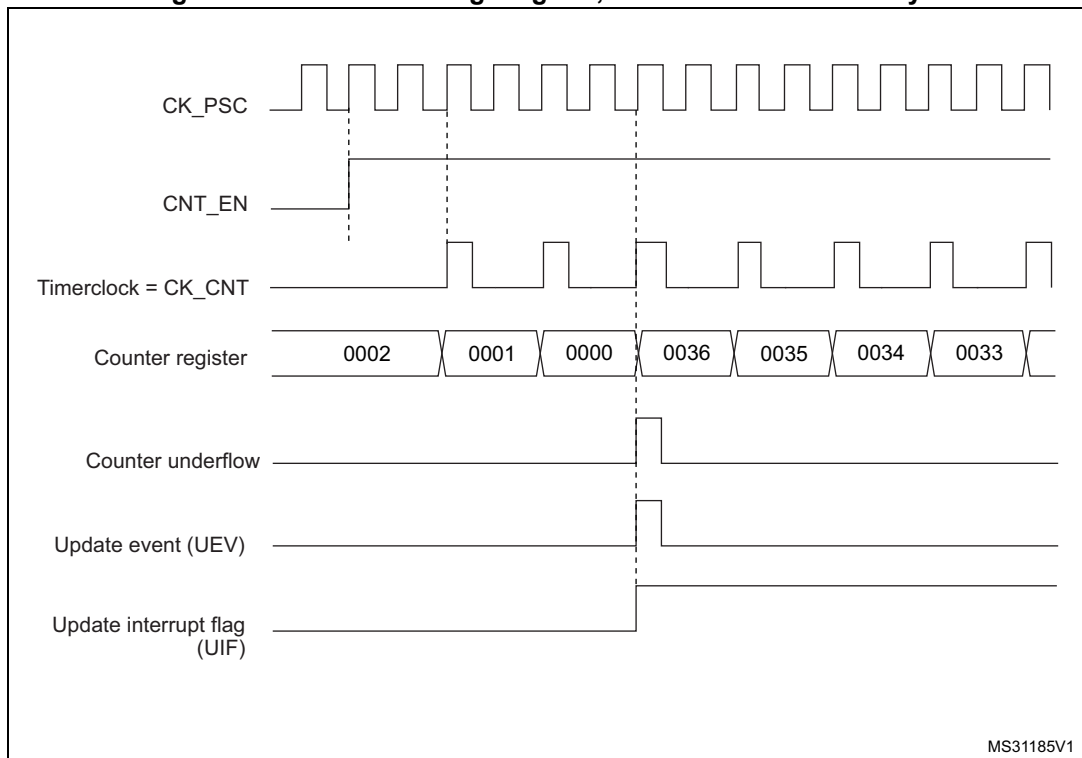 CK_PSC
CNT_EN
Timerclock = CK_CNT
Counter register 0002 0001 0000 0036 0035 0034 0033
Counter underflow
Update event (UEV)
Update interrupt flag
(UIF)
MS31185V1